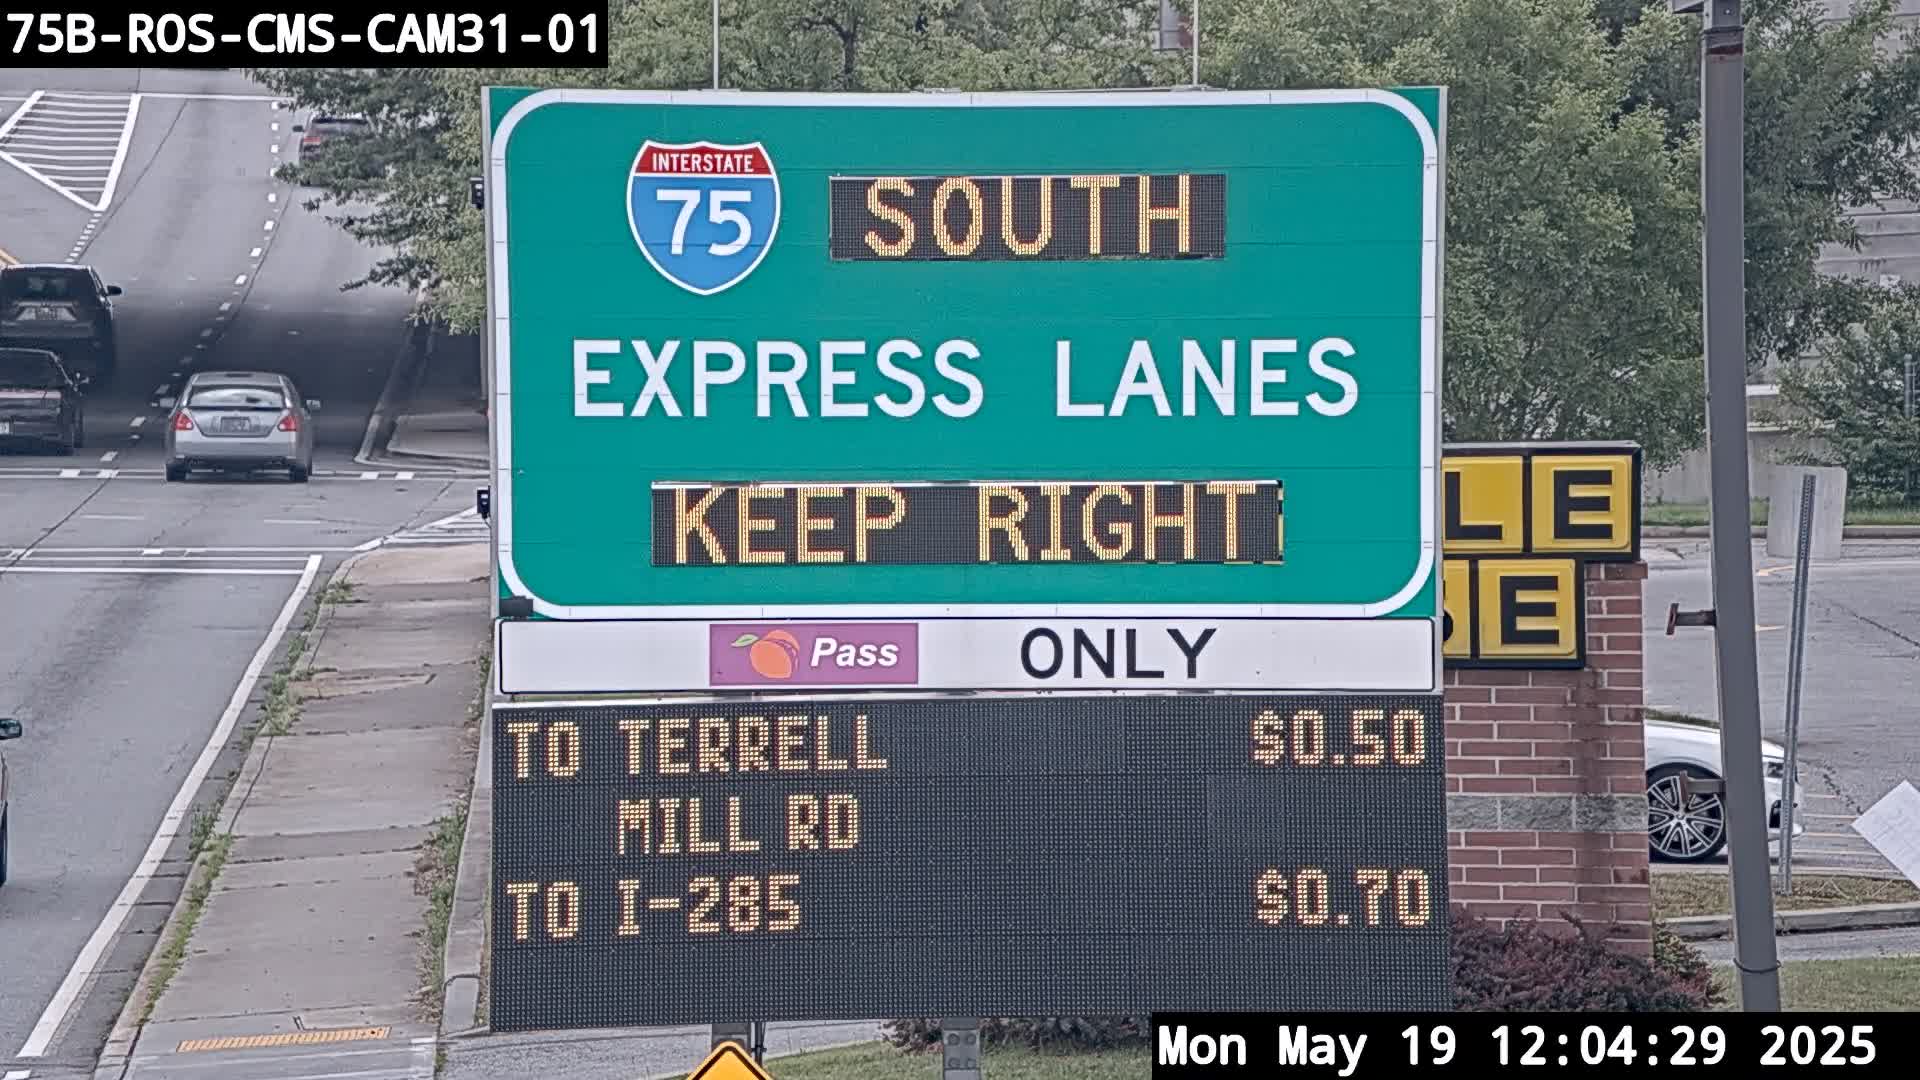 75B-ROS-CMS-CAM31-01
INTERSTATE
75
SOUTH
EXPRESS LANES
KEEP RIGHT
Pass ONLY
TO TERRELL $0.50
MILL RD
TO I-285 $0.70
LE
E
Mon May 19 12:04:29 2025